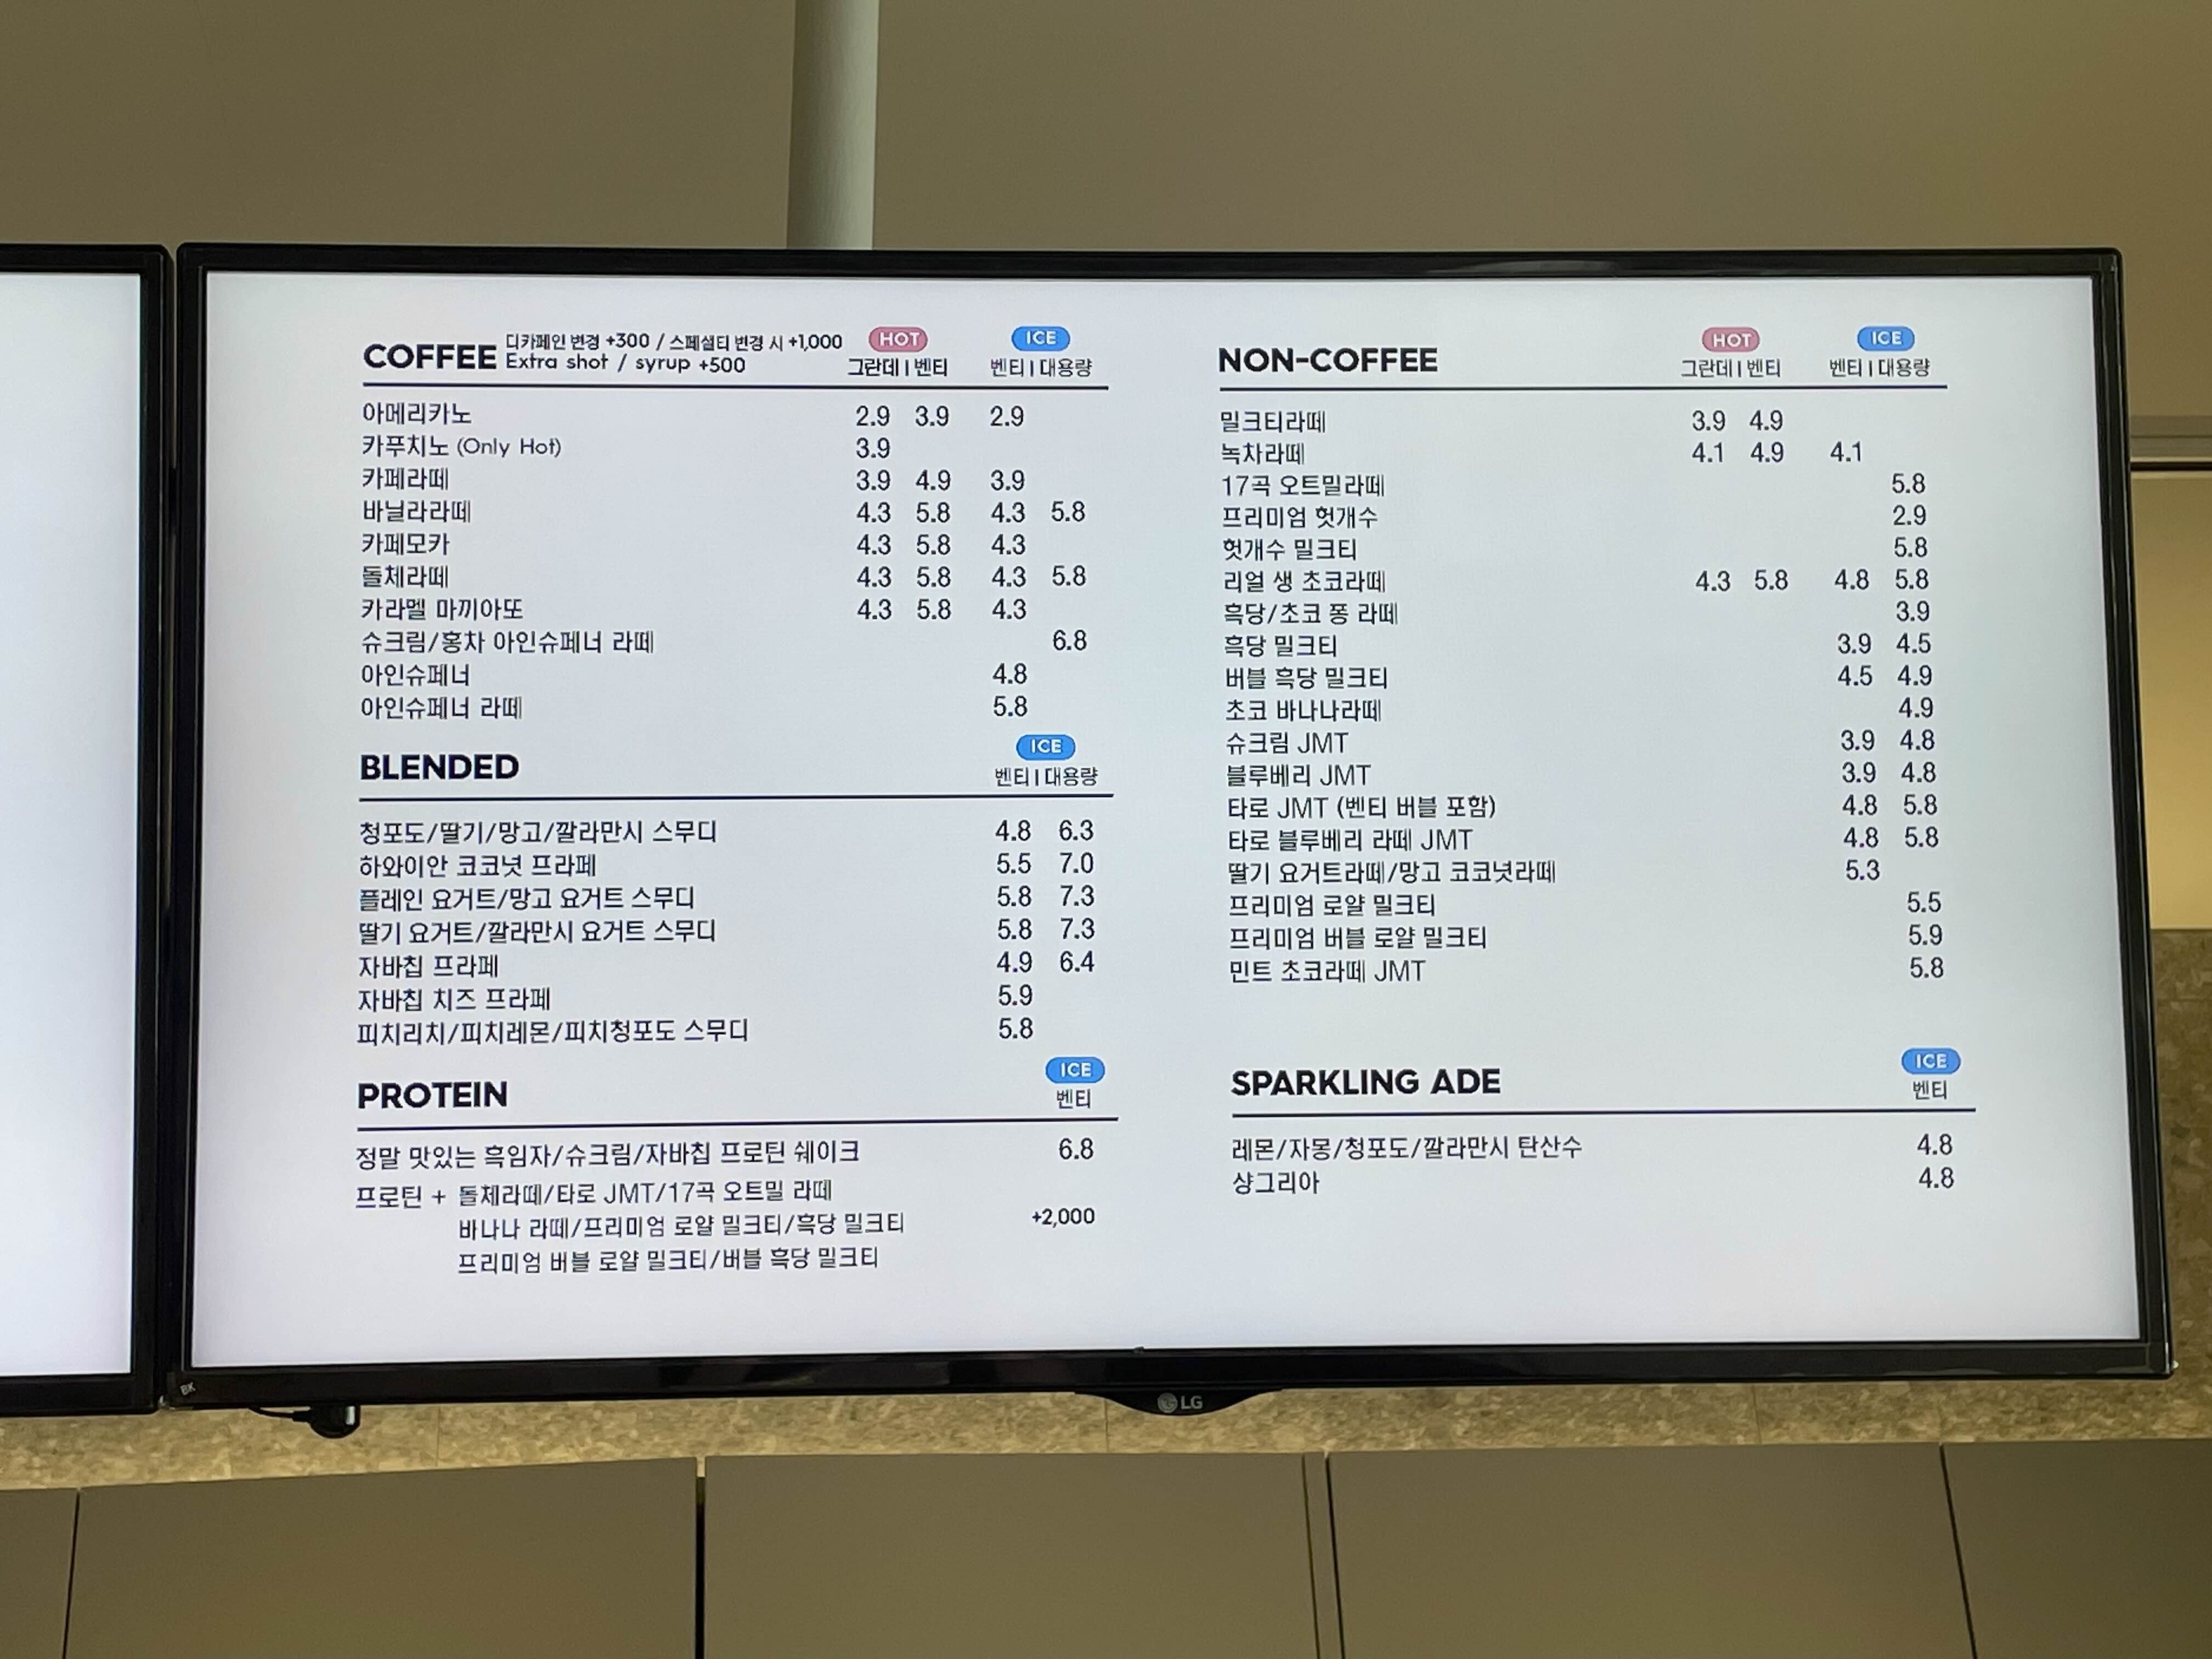 COFFEE 디카페인 변경 +300 / 스페셜티 변경 시 +1,000
Extra shot / syrup +500
HOT ICE
그란데 | 벤티 벤티 | 대용량
아메리카노 2.9 3.9 2.9
카푸치노 (Only Hot) 3.9
카페라떼 3.9 4.9 3.9
바닐라라떼 4.3 5.8 4.3 5.8
카페모카 4.3 5.8 4.3
돌체라떼 4.3 5.8 4.3 5.8
카라멜 마끼아또 4.3 5.8 4.3
슈크림/홍차 아인슈페너 라떼 6.8
아인슈페너 4.8
아인슈페너 라떼 5.8
BLENDED ICE
벤티 | 대용량
청포도/딸기/망고/깔라만시 스무디 4.8 6.3
하와이안 코코넛 프라페 5.5 7.0
플레인 요거트/망고 요거트 스무디 5.8 7.3
딸기 요거트/깔라만시 요거트 스무디 5.8 7.3
자바칩 프라페 4.9 6.4
자바칩 치즈 프라페 5.9
피치리치/피치레몬/피치청포도 스무디 5.8
PROTEIN ICE
벤티
정말 맛있는 흑임자/슈크림/자바칩 프로틴 쉐이크 6.8
프로틴 + 돌체라떼/타로 JMT/17곡 오트밀 라떼
바나나 라떼/프리미엄 로얄 밀크티/흑당 밀크티 +2,000
프리미엄 버블 로얄 밀크티/버블 흑당 밀크티
NON-COFFEE HOT ICE
그란데 | 벤티 벤티 | 대용량
밀크티라떼 3.9 4.9
녹차라떼 4.1 4.9 4.1
17곡 오트밀라떼 5.8
프리미엄 헛개수 2.9
헛개수 밀크티 5.8
리얼 생 초코라떼 4.3 5.8 4.8 5.8
흑당/초코 퐁 라떼 3.9
흑당 밀크티 3.9 4.5
버블 흑당 밀크티 4.5 4.9
초코 바나나라떼 4.9
슈크림 JMT 3.9 4.8
블루베리 JMT 3.9 4.8
타로 JMT (벤티 버블 포함) 4.8 5.8
타로 블루베리 라떼 JMT 4.8 5.8
딸기 요거트라떼/망고 코코넛라떼 5.3
프리미엄 로얄 밀크티 5.5
프리미엄 버블 로얄 밀크티 5.9
민트 초코라떼 JMT 5.8
SPARKLING ADE ICE
벤티
레몬/자몽/청포도/깔라만시 탄산수 4.8
샹그리아 4.8
BK
LG